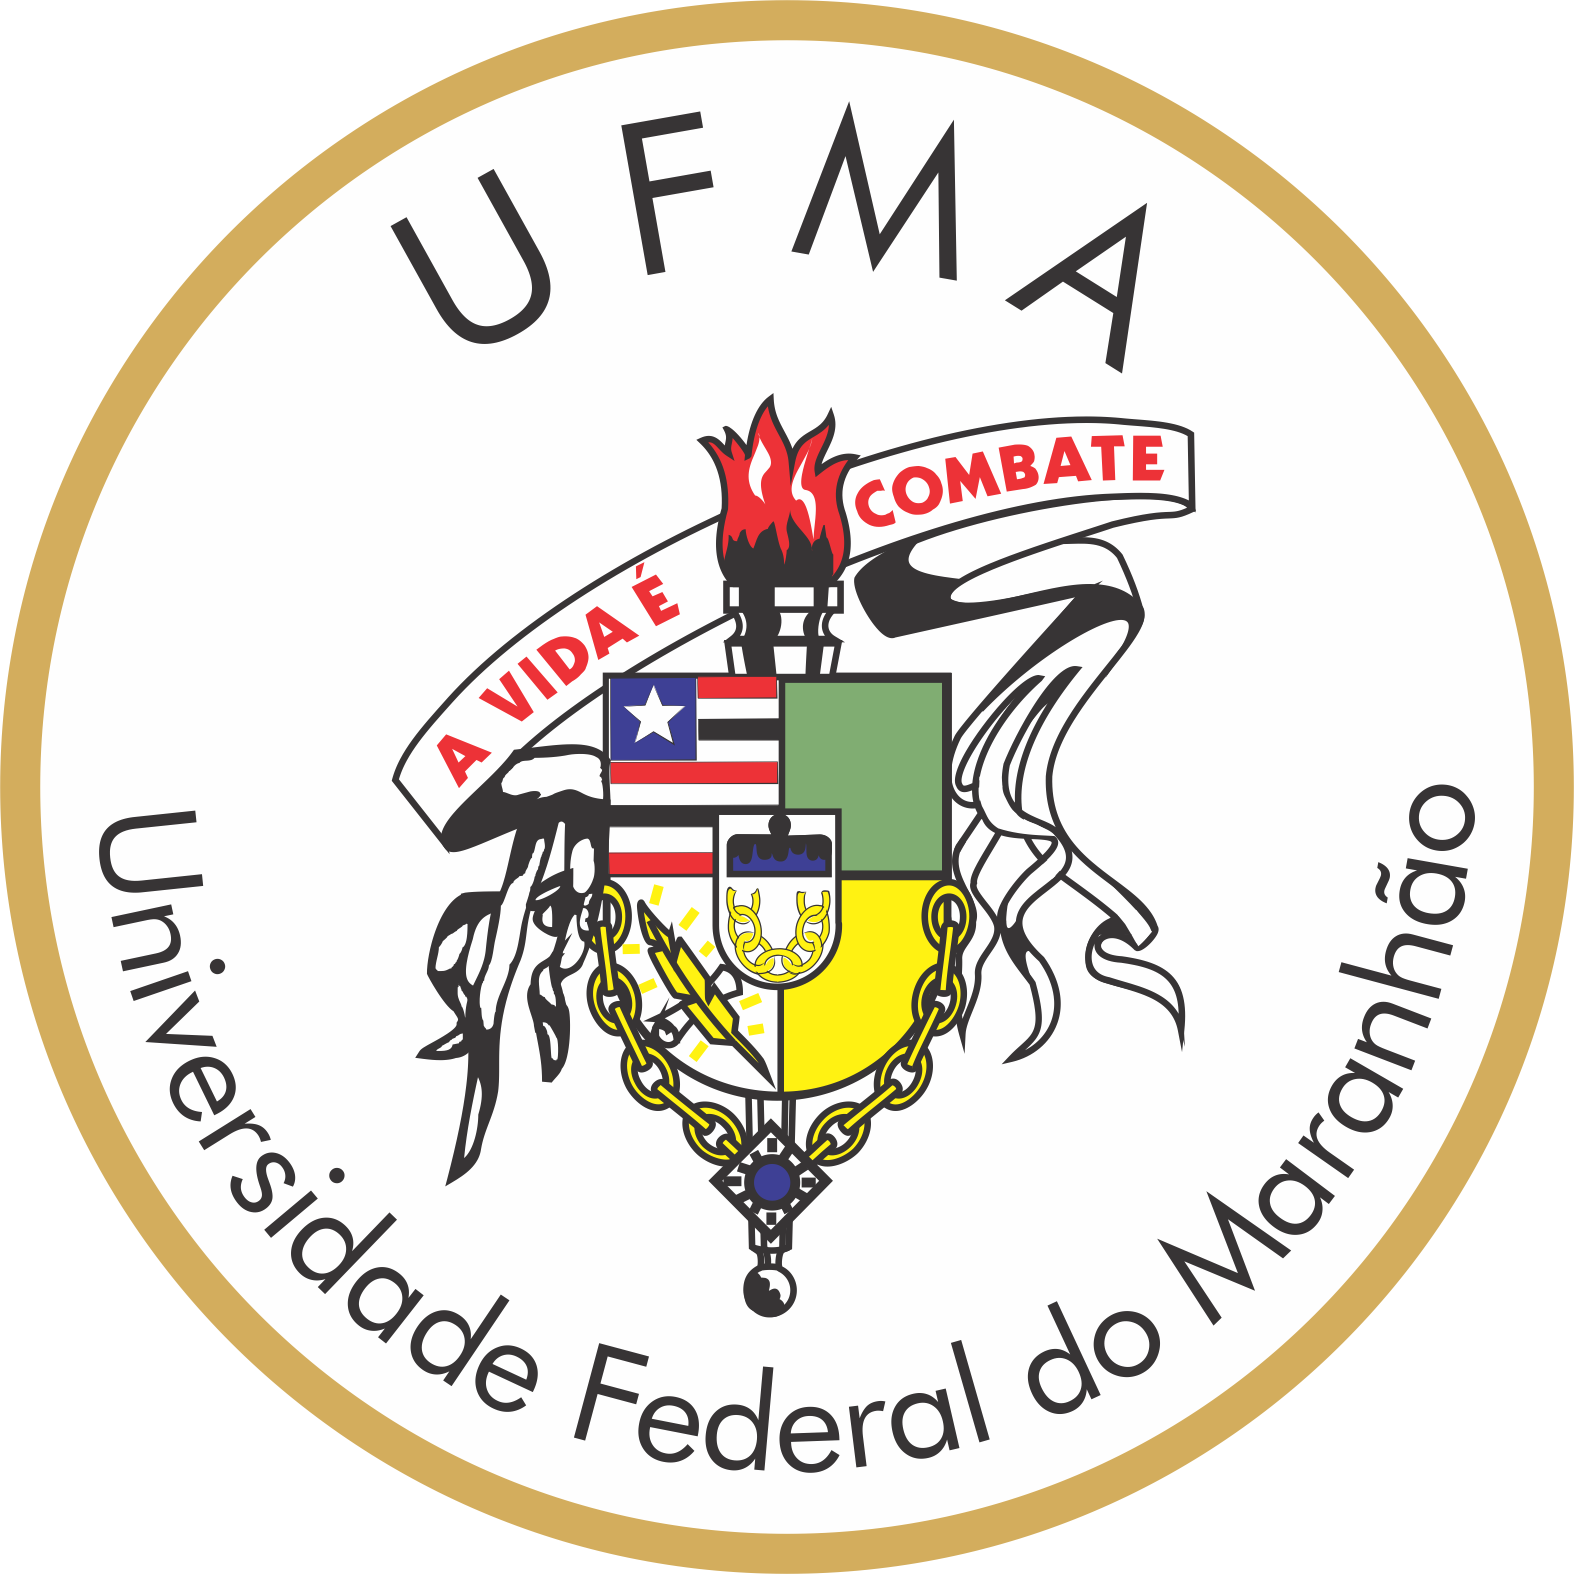 UFMA
A VIDA É COMBATE
Universidade Federal do Maranhão